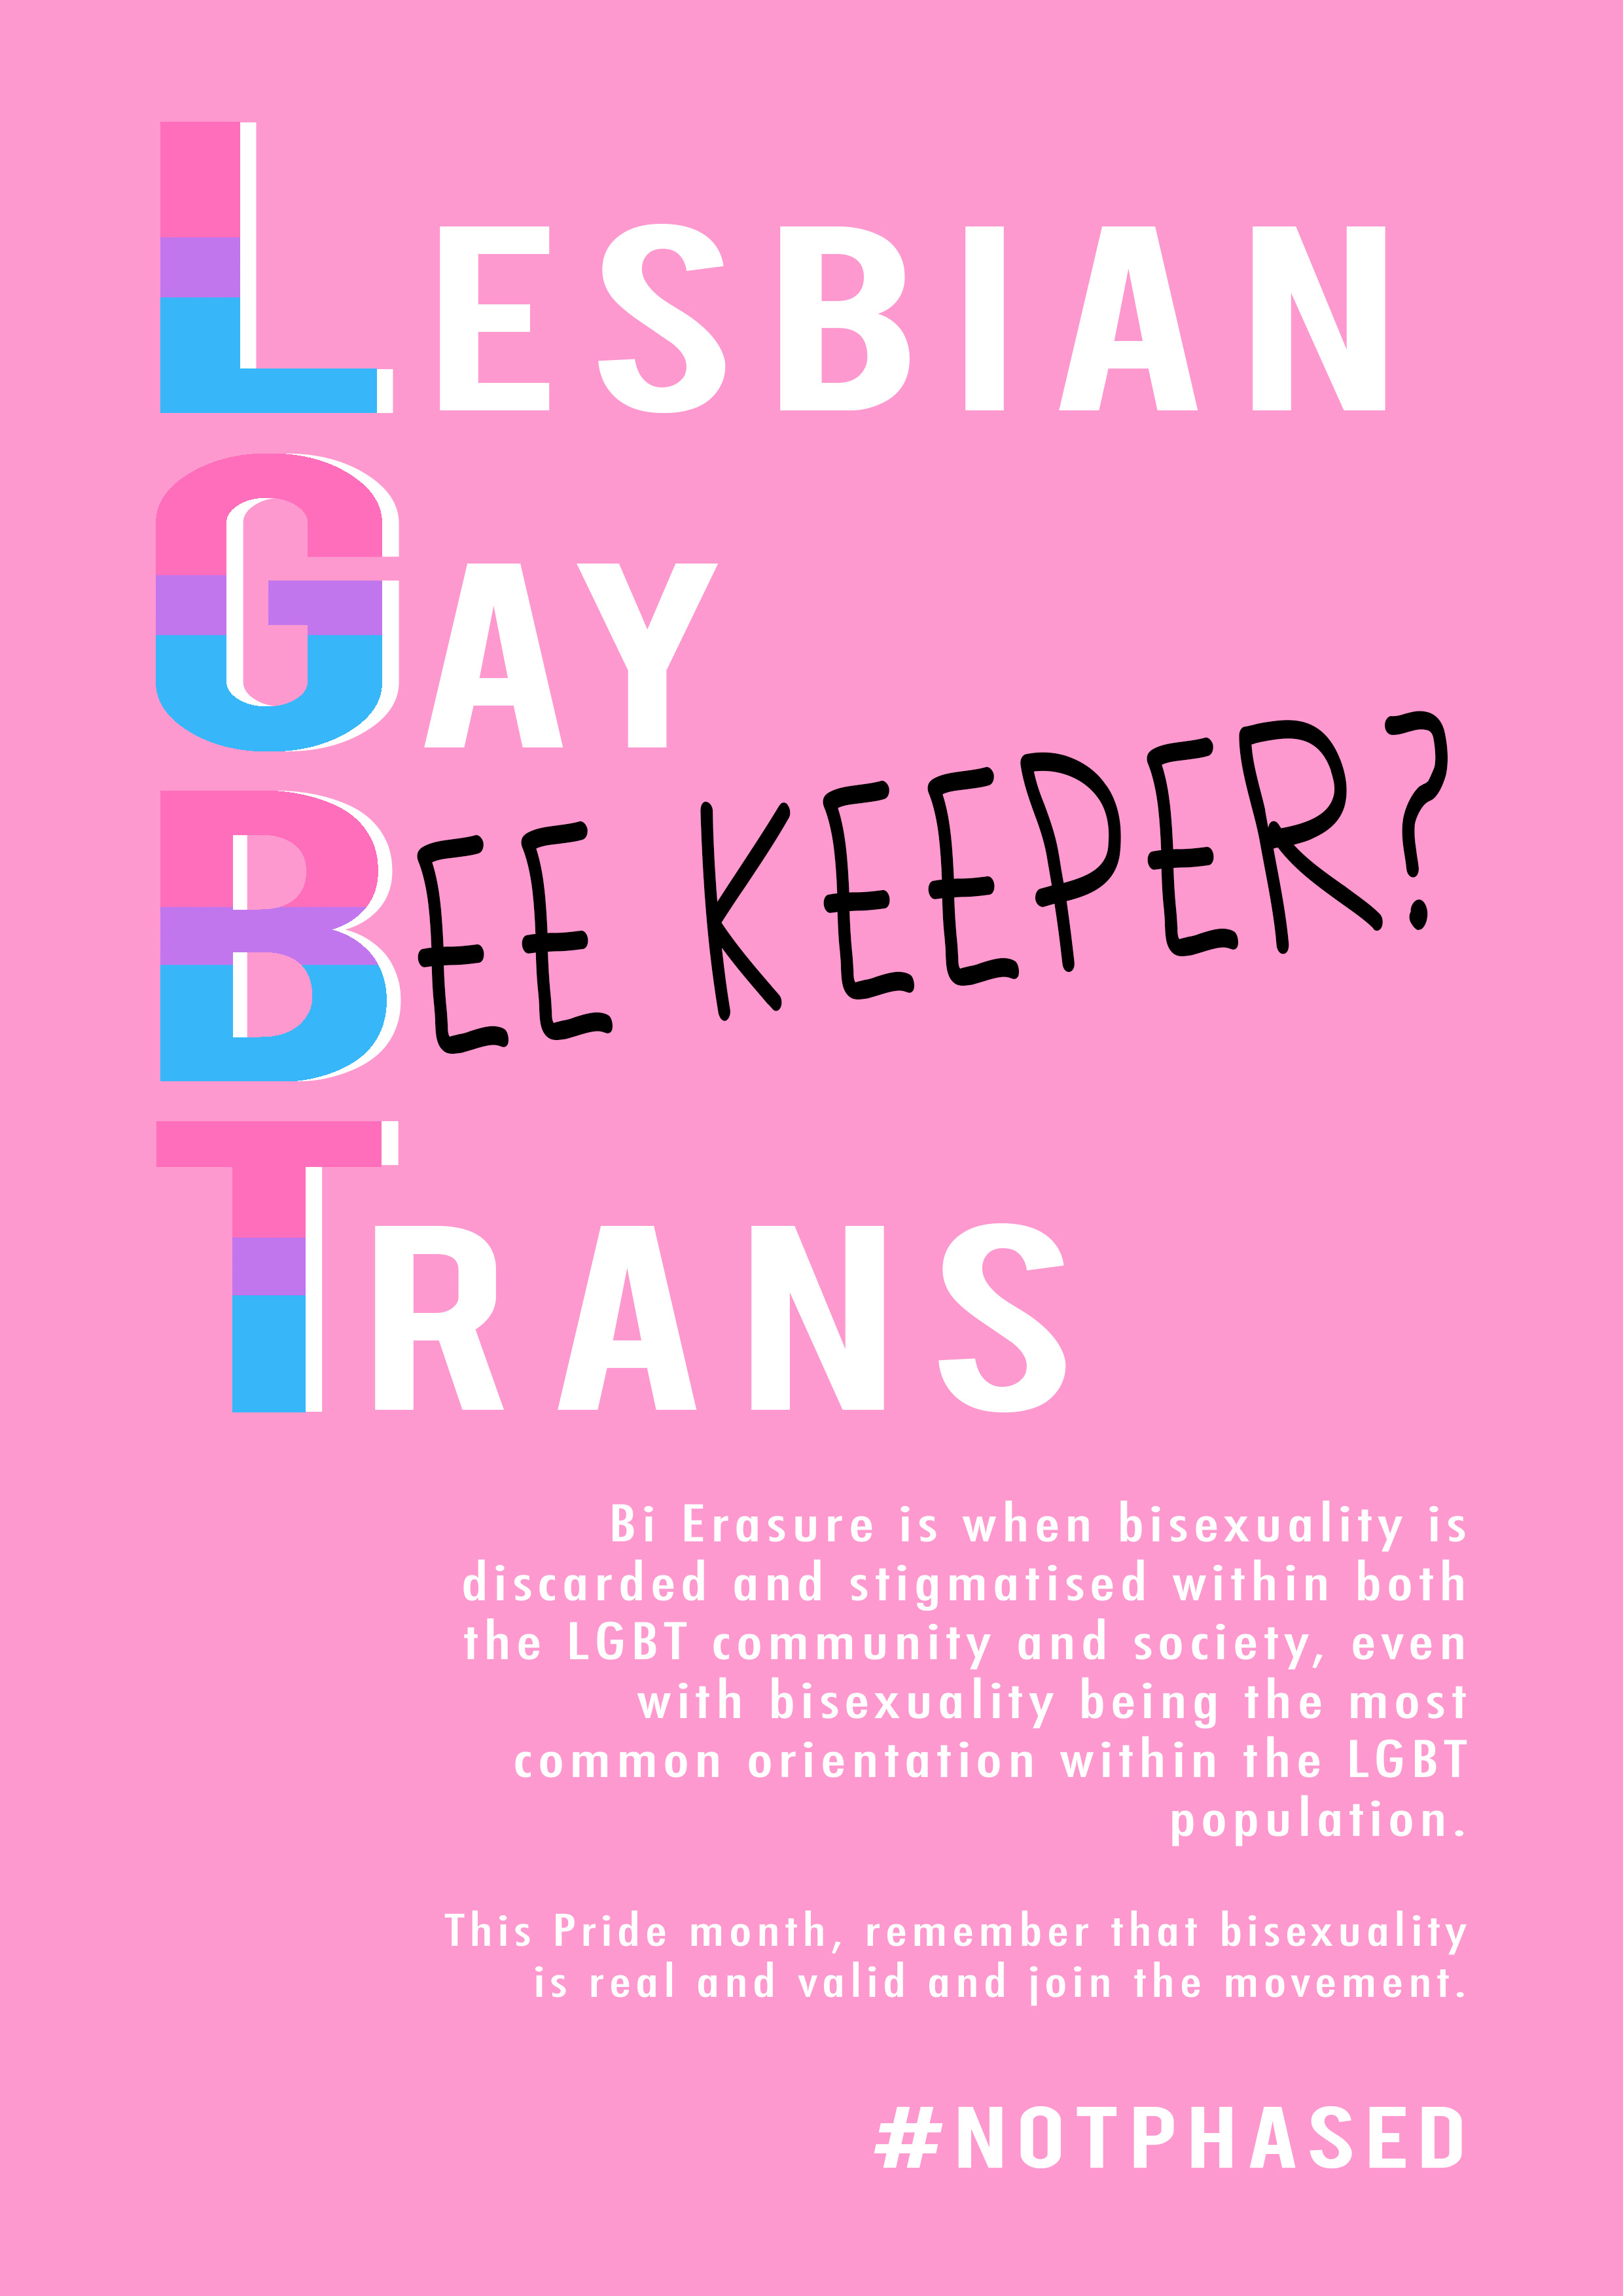 LESBIAN
GAY
BEE KEEPER?
TRANS
Bi Erasure is when bisexuality is
discarded and stigmatised within both
the LGBT community and society, even
with bisexuality being the most
common orientation within the LGBT
population.
This Pride month, remember that bisexuality
is real and valid and join the movement.
#NOTPHASED